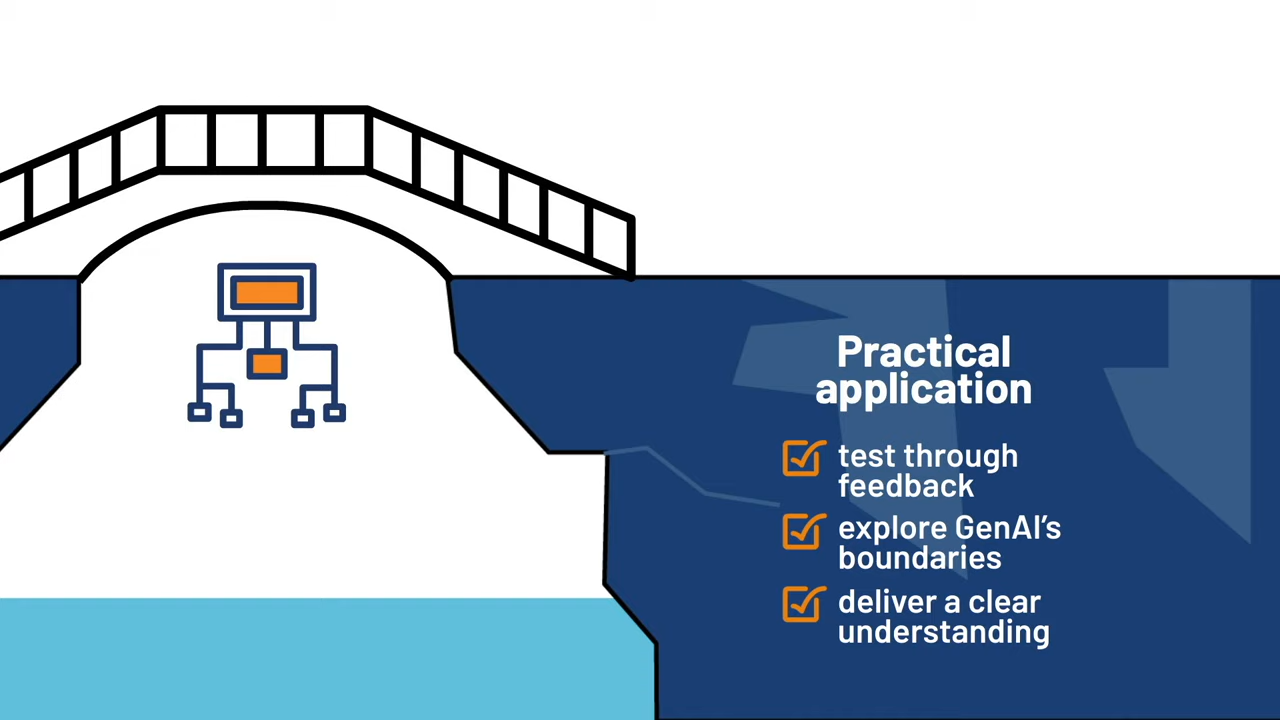 Practical
application
test through
feedback
explore GenAI’s
boundaries
deliver a clear
understanding